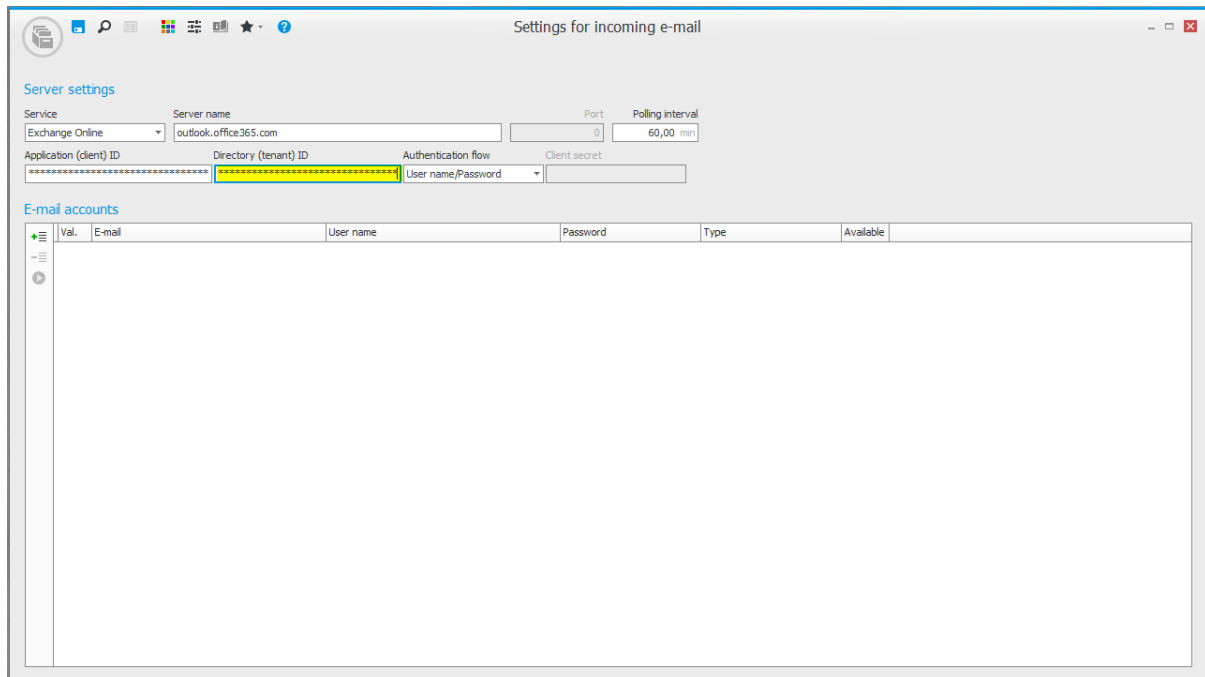 Settings for incoming e-mail
Server settings
Service Server name Port Polling interval
Exchange Online outlook.office365.com 0 60,00 min
Application (client) ID Directory (tenant) ID Authentication flow Client secret
******************************** ******************************** User name/Password
E-mail accounts
Val. E-mail User name Password Type Available